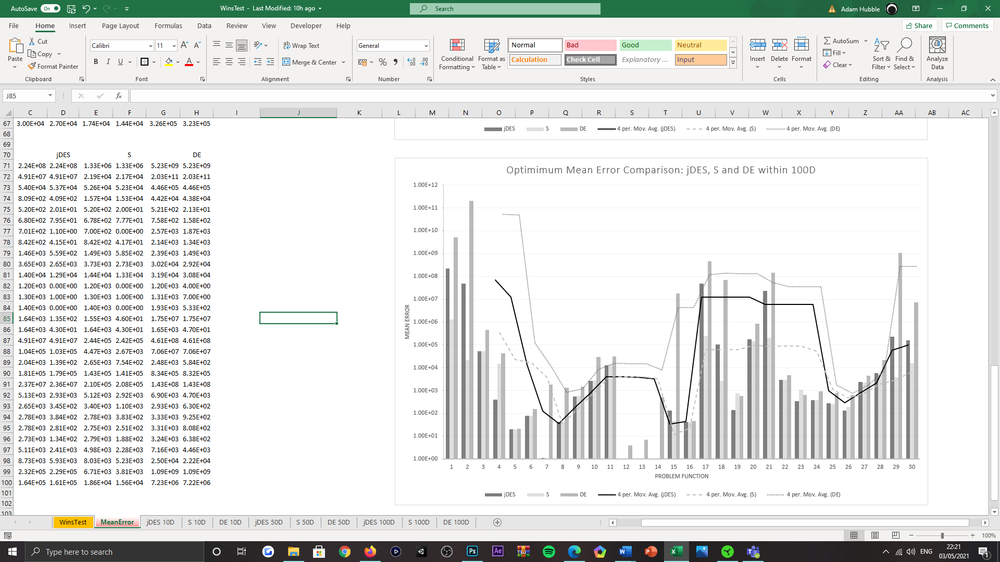 AutoSave On WinsTest - Last Modified: 10h ago Search Adam Hubble
File Home Insert Page Layout Formulas Data Review View Developer Help Share Comments
Paste Cut Copy Format Painter Clipboard
Calibri 11 B I U A Font
Wrap Text Merge & Center Alignment
General % Number
Conditional Formatting Format as Table Normal Bad Good Neutral Calculation Check Cell Explanatory ... Input Styles
Insert Delete Format Cells
AutoSum Fill Clear Sort & Filter Find & Select Editing
Analyze Data Analysis
J85 fx
C D E F G H I J K L M N O P Q R S T U V W X Y Z AA AB AC
67 3.00E+04 2.70E+04 1.74E+04 1.44E+04 3.26E+05 3.23E+05
68
69
70 jDES S DE
71 2.24E+08 2.24E+08 1.33E+06 1.33E+06 5.23E+09 5.23E+09
72 4.91E+07 4.91E+07 2.19E+04 2.17E+04 2.03E+11 2.03E+11
73 5.40E+04 5.37E+04 5.26E+04 5.23E+04 4.46E+05 4.46E+05
74 8.09E+02 4.09E+02 1.57E+04 1.53E+04 4.42E+04 4.38E+04
75 5.20E+02 2.01E+01 5.20E+02 2.00E+01 5.21E+02 2.13E+01
76 6.80E+02 7.95E+01 6.78E+02 7.77E+01 7.58E+02 1.58E+02
77 7.01E+02 1.10E+00 7.00E+02 0.00E+00 2.57E+03 1.87E+03
78 8.42E+02 4.15E+01 8.42E+02 4.17E+01 2.14E+03 1.34E+03
79 1.46E+03 5.59E+02 1.49E+03 5.85E+02 2.39E+03 1.49E+03
80 3.65E+03 2.65E+03 3.73E+03 2.73E+03 3.02E+04 2.92E+04
81 1.40E+04 1.29E+04 1.44E+04 1.33E+04 3.19E+04 3.08E+04
82 1.20E+03 0.00E+00 1.20E+03 0.00E+00 1.20E+03 4.00E+00
83 1.30E+03 1.00E+00 1.30E+03 1.00E+00 1.31E+03 7.00E+00
84 1.40E+03 0.00E+00 1.40E+03 0.00E+00 1.93E+03 5.33E+02
85 1.64E+03 1.35E+02 1.55E+03 4.60E+01 1.75E+07 1.75E+07
86 1.64E+03 4.30E+01 1.64E+03 4.30E+01 1.65E+03 4.70E+01
87 4.91E+07 4.91E+07 2.44E+05 2.42E+05 4.61E+08 4.61E+08
88 1.04E+05 1.03E+05 4.47E+03 2.67E+03 7.06E+07 7.06E+07
89 2.04E+03 1.39E+02 2.65E+03 7.54E+02 2.48E+03 5.84E+02
90 1.81E+05 1.79E+05 1.43E+05 1.41E+05 8.34E+05 8.32E+05
91 2.37E+07 2.36E+07 2.10E+05 2.08E+05 1.43E+08 1.43E+08
92 5.13E+03 2.93E+03 5.12E+03 2.92E+03 6.90E+03 4.70E+03
93 2.65E+03 3.45E+02 3.40E+03 1.10E+03 2.93E+03 6.30E+02
94 2.78E+03 3.84E+02 2.78E+03 3.83E+02 3.33E+03 9.25E+02
95 2.78E+03 2.81E+02 2.75E+03 2.51E+02 3.31E+03 8.08E+02
96 2.73E+03 1.34E+02 2.79E+03 1.88E+02 3.24E+03 6.38E+02
97 5.11E+03 2.41E+03 4.98E+03 2.28E+03 7.16E+03 4.46E+03
98 8.73E+03 5.93E+03 8.03E+03 5.23E+03 2.50E+04 2.22E+04
99 2.32E+05 2.29E+05 6.71E+03 3.81E+03 1.09E+09 1.09E+09
100 1.64E+05 1.61E+05 1.86E+04 1.56E+04 7.23E+06 7.22E+06
101
102
103
jDES S DE 4 per. Mov. Avg. (jDES) 4 per. Mov. Avg. (S) 4 per. Mov. Avg. (DE)
Optimimum Mean Error Comparison: jDES, S and DE within 100D
1.00E+12
1.00E+11
1.00E+10
1.00E+09
1.00E+08
1.00E+07
1.00E+06
1.00E+05
1.00E+04
1.00E+03
1.00E+02
1.00E+01
1.00E+00
MEAN ERROR
1 2 3 4 5 6 7 8 9 10 11 12 13 14 15 16 17 18 19 20 21 22 23 24 25 26 27 28 29 30
PROBLEM FUNCTION
jDES S DE 4 per. Mov. Avg. (jDES) 4 per. Mov. Avg. (S) 4 per. Mov. Avg. (DE)
WinsTest MeanError jDES 10D S 10D DE 10D jDES 50D S 50D DE 50D jDES 100D S 100D DE 100D
100%
Type here to search Ps Ae ENG 22:21
03/05/2021 1